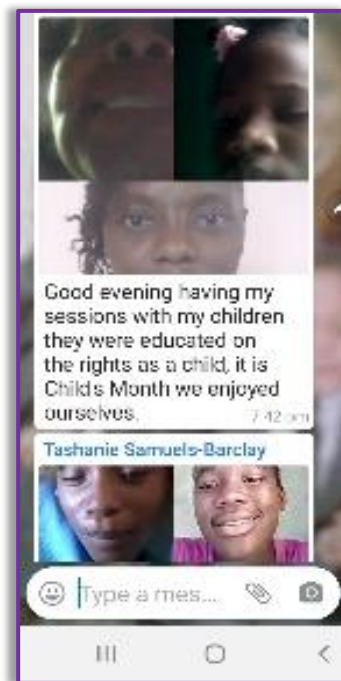 Good evening having my
sessions with my children
they were educated on
the rights as a child, it is
Child's Month we enjoyed
ourselves.
7:42 pm
Tashanie Samuels-Barclay
Type a mes...